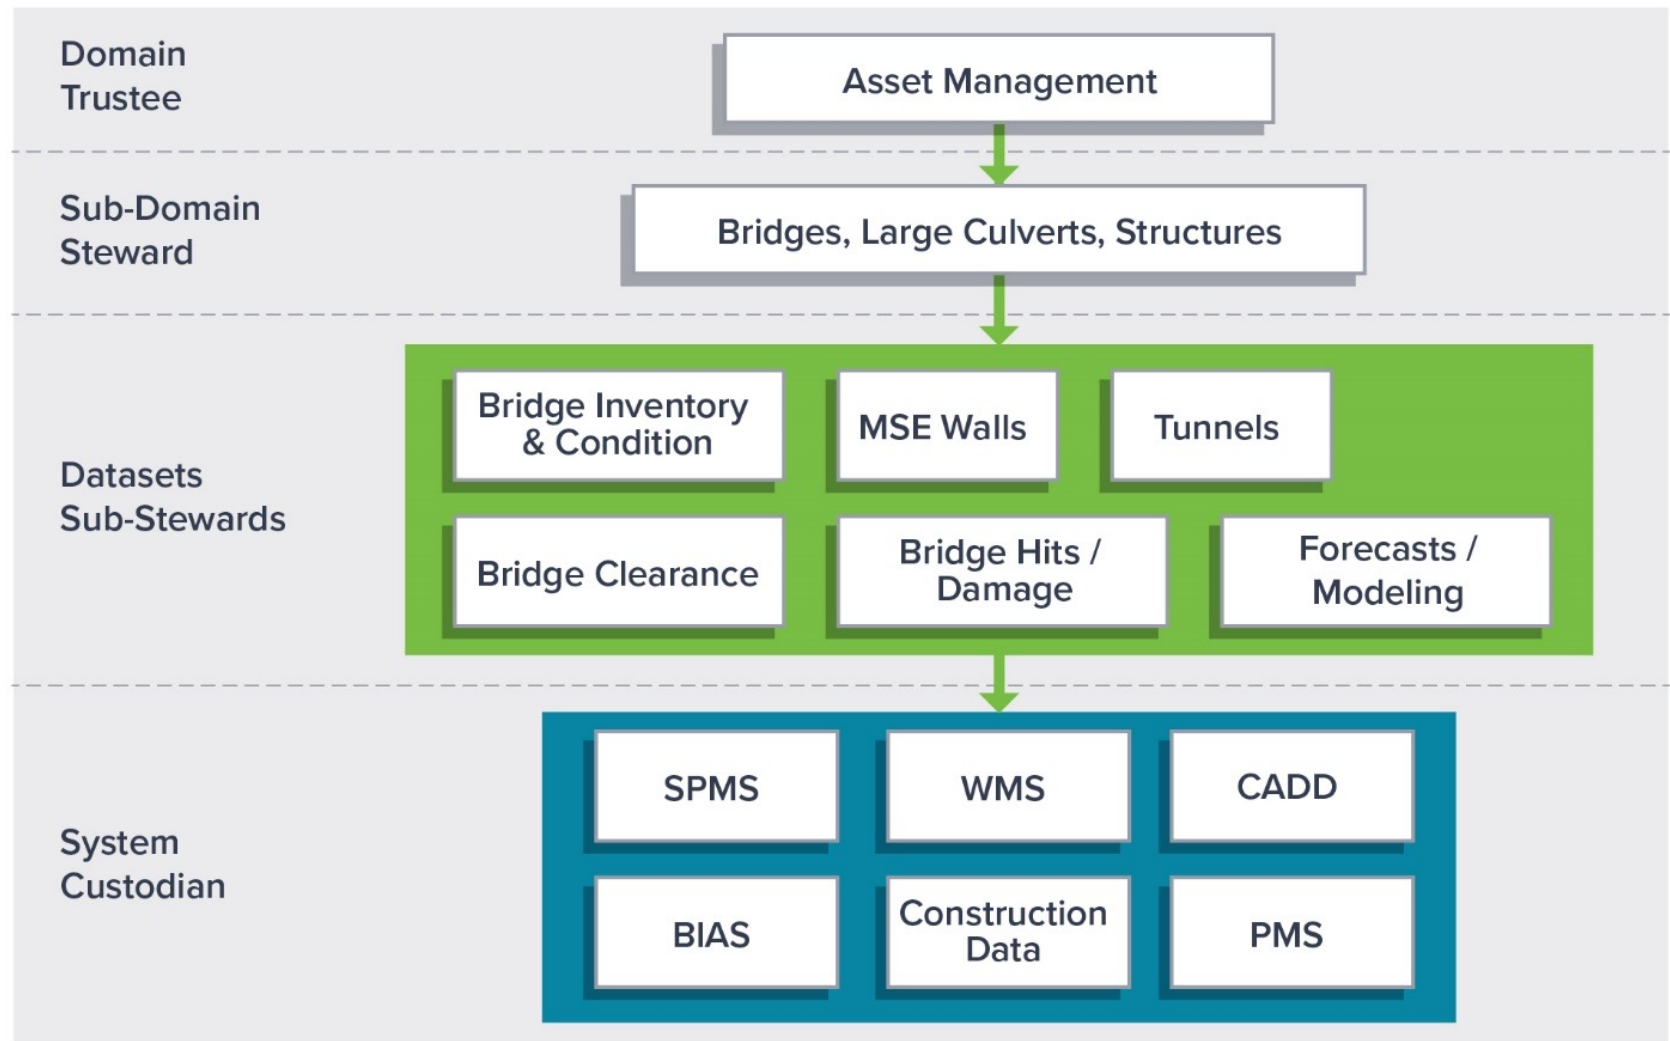 Domain
Trustee
Asset Management
Sub-Domain
Steward
Bridges, Large Culverts, Structures
Datasets
Sub-Stewards
Bridge Inventory
& Condition
MSE Walls
Tunnels
Bridge Clearance
Bridge Hits /
Damage
Forecasts /
Modeling
System
Custodian
SPMS
WMS
CADD
BIAS
Construction
Data
PMS